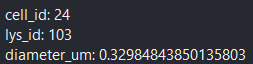 cell_id: 24
lys_id: 103
diameter_um: 0.32984843850135803